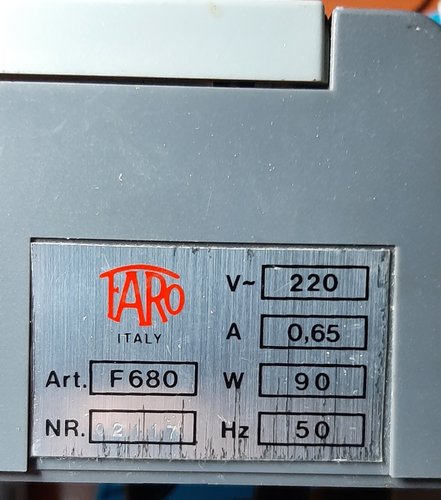 FARO
ITALY
V~ 220
A 0,65
Art. F680
W 90
NR.
Hz 50